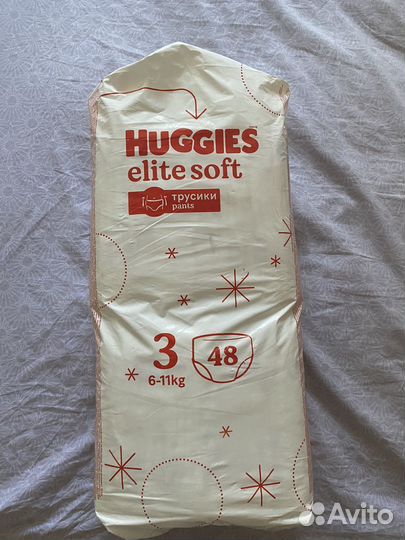 HUGGIES
elite soft
трусики
pants
3
48
6-11kg
Avito